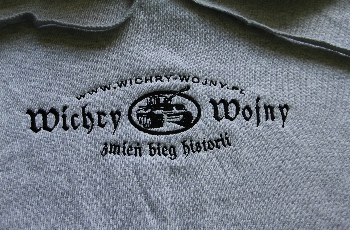 WWW.WICHRY-WOJNY.PL
Wichry Wojny
zmień bieg historii